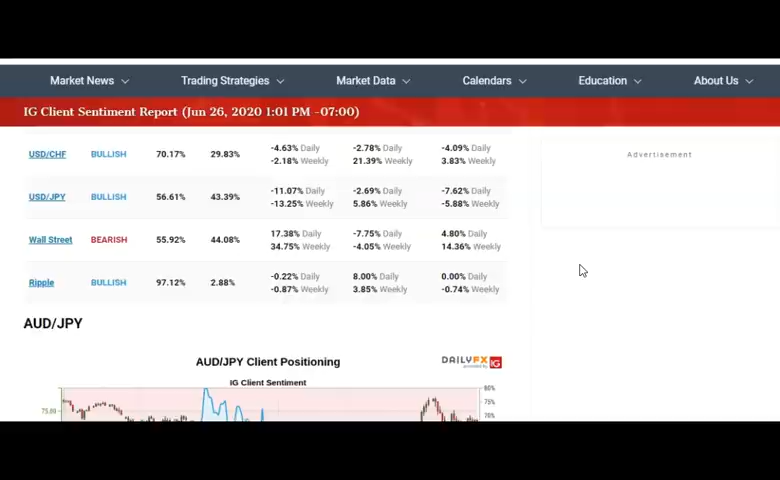 Market News Trading Strategies Market Data Calendars Education About Us
IG Client Sentiment Report (Jun 26, 2020 1:01 PM -07:00)
Advertisement
USD/CHF BULLISH 70.17% 29.83% -4.63% Daily -2.78% Daily -4.09% Daily
-2.18% Weekly 21.39% Weekly 3.83% Weekly
USD/JPY BULLISH 56.61% 43.39% -11.07% Daily -2.69% Daily -7.62% Daily
-13.25% Weekly 5.86% Weekly -5.88% Weekly
Wall Street BEARISH 55.92% 44.08% 17.38% Daily -7.75% Daily 4.80% Daily
34.75% Weekly -4.05% Weekly 14.36% Weekly
Ripple BULLISH 97.12% 2.88% -0.22% Daily 8.00% Daily 0.00% Daily
-0.87% Weekly 3.85% Weekly -0.74% Weekly
AUD/JPY
AUD/JPY Client Positioning
DAILYFX
provided by IG
IG Client Sentiment
80%
75%
75.00
70%